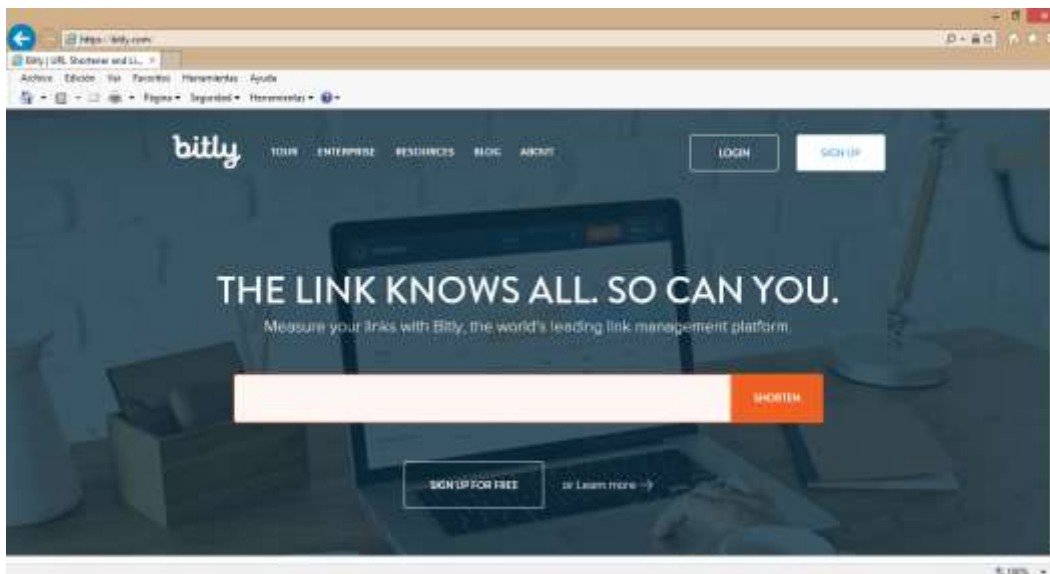 https://bitly.com
Bitly | URL Shortener and Li...
Archivo Edición Ver Favoritos Herramientas Ayuda
Página Seguridad Herramientas
bitly TOUR ENTERPRISE RESOURCES BLOG ABOUT LOGIN SIGN UP
THE LINK KNOWS ALL. SO CAN YOU.
Measure your links with Bitly, the world's leading link management platform.
SHORTEN
SIGN UP FOR FREE or Learn more →
100%